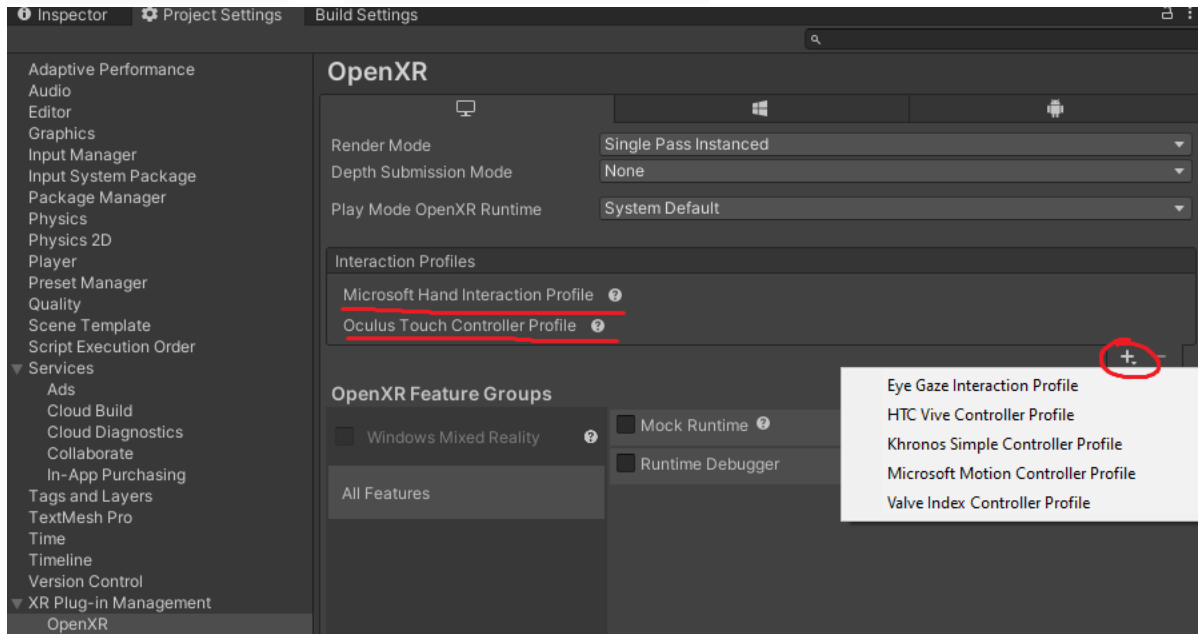 Inspector
Project Settings
Build Settings
Adaptive Performance
Audio
Editor
Graphics
Input Manager
Input System Package
Package Manager
Physics
Physics 2D
Player
Preset Manager
Quality
Scene Template
Script Execution Order
Services
Ads
Cloud Build
Cloud Diagnostics
Collaborate
In-App Purchasing
Tags and Layers
TextMesh Pro
Time
Timeline
Version Control
XR Plug-in Management
OpenXR
OpenXR
Render Mode
Single Pass Instanced
Depth Submission Mode
None
Play Mode OpenXR Runtime
System Default
Interaction Profiles
Microsoft Hand Interaction Profile
Oculus Touch Controller Profile
OpenXR Feature Groups
Windows Mixed Reality
All Features
Mock Runtime
Runtime Debugger
Eye Gaze Interaction Profile
HTC Vive Controller Profile
Khronos Simple Controller Profile
Microsoft Motion Controller Profile
Valve Index Controller Profile